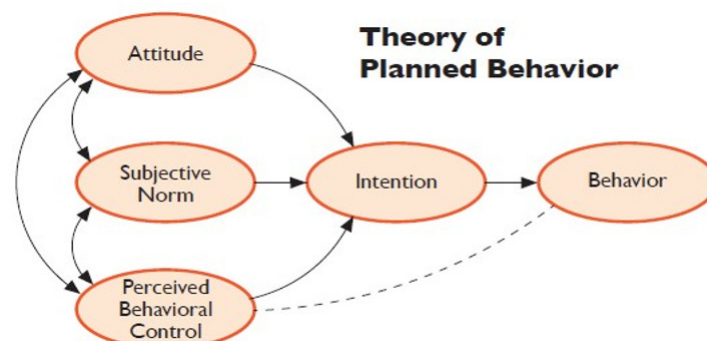 Theory of
Planned Behavior
Attitude
Subjective
Norm
Intention
Behavior
Perceived
Behavioral
Control